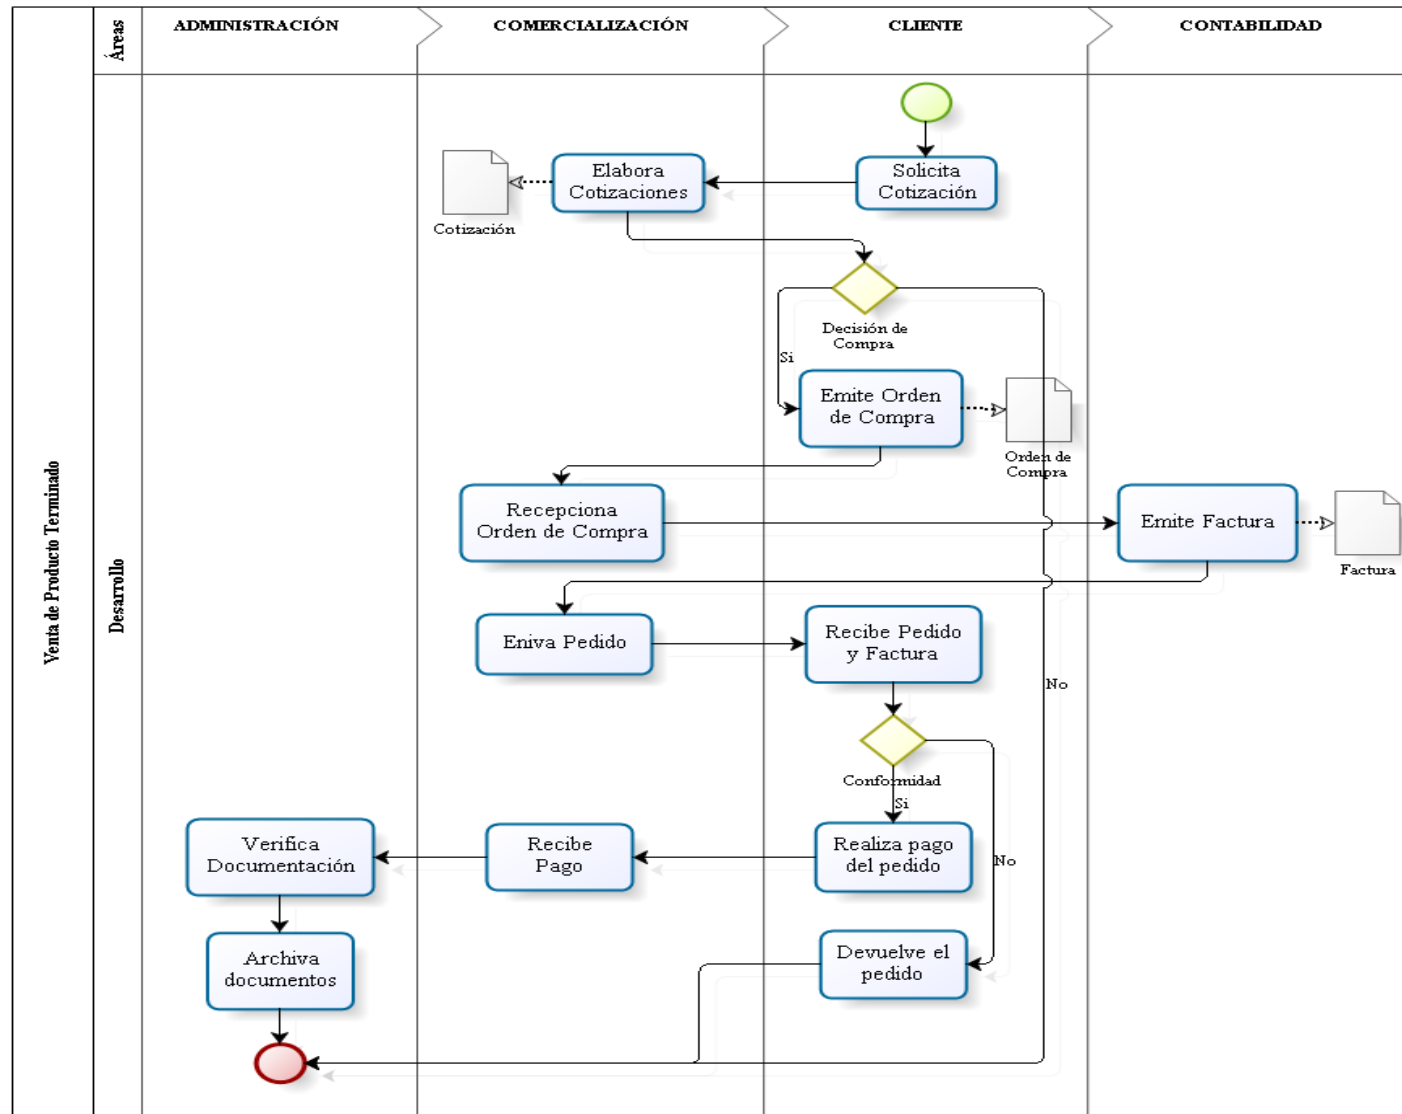 Áreas
ADMINISTRACIÓN
COMERCIALIZACIÓN
CLIENTE
CONTABILIDAD
Venta de Producto Terminado
Desarrollo
Elabora
Cotizaciones
Solicita
Cotización
Cotización
Decisión de
Compra
Si
Emite Orden
de Compra
Orden de
Compra
Recepciona
Orden de Compra
Emite Factura
Factura
Eniva Pedido
Recibe Pedido
y Factura
No
Conformidad
Si
Verifica
Documentación
Recibe
Pago
Realiza pago
del pedido
No
Archiva
documentos
Devuelve el
pedido